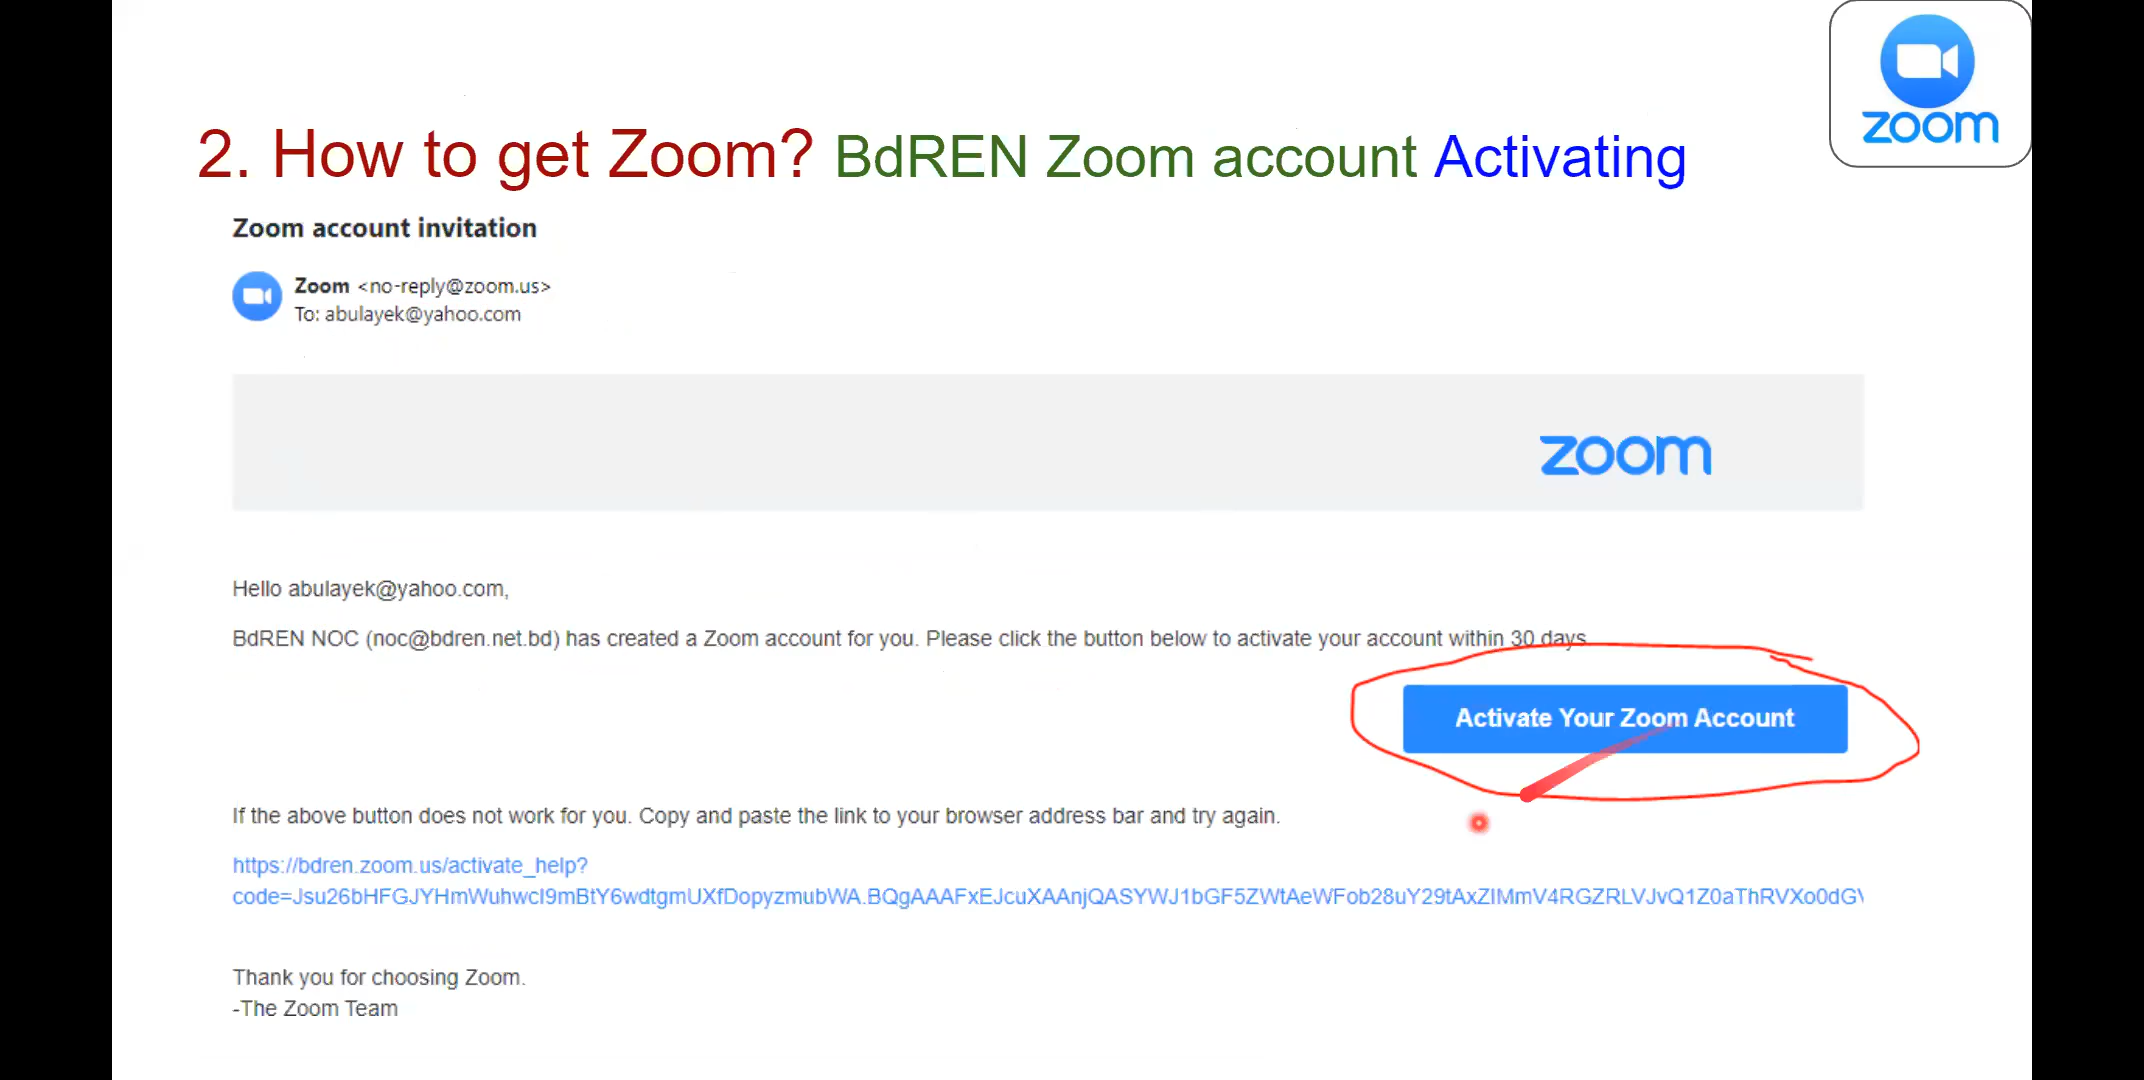 zoom
2. How to get Zoom? BdREN Zoom account Activating
Zoom account invitation
Zoom <no-reply@zoom.us>
To: abulayek@yahoo.com
zoom
Hello abulayek@yahoo.com,
BdREN NOC (noc@bdren.net.bd) has created a Zoom account for you. Please click the button below to activate your account within 30 days.
Activate Your Zoom Account
If the above button does not work for you. Copy and paste the link to your browser address bar and try again.
https://bdren.zoom.us/activate_help?
code=Jsu26bHFGJYHmWuhwcI9mBtY6wdtgmUXfDopyzmubWA.BQgAAAFxEJcuXAAnjQASYWJ1bGF5ZWtAeWFob28uY29tAxZIMmV4RGZRLVJvQ1Z0aThRVXo0dG
Thank you for choosing Zoom.
-The Zoom Team